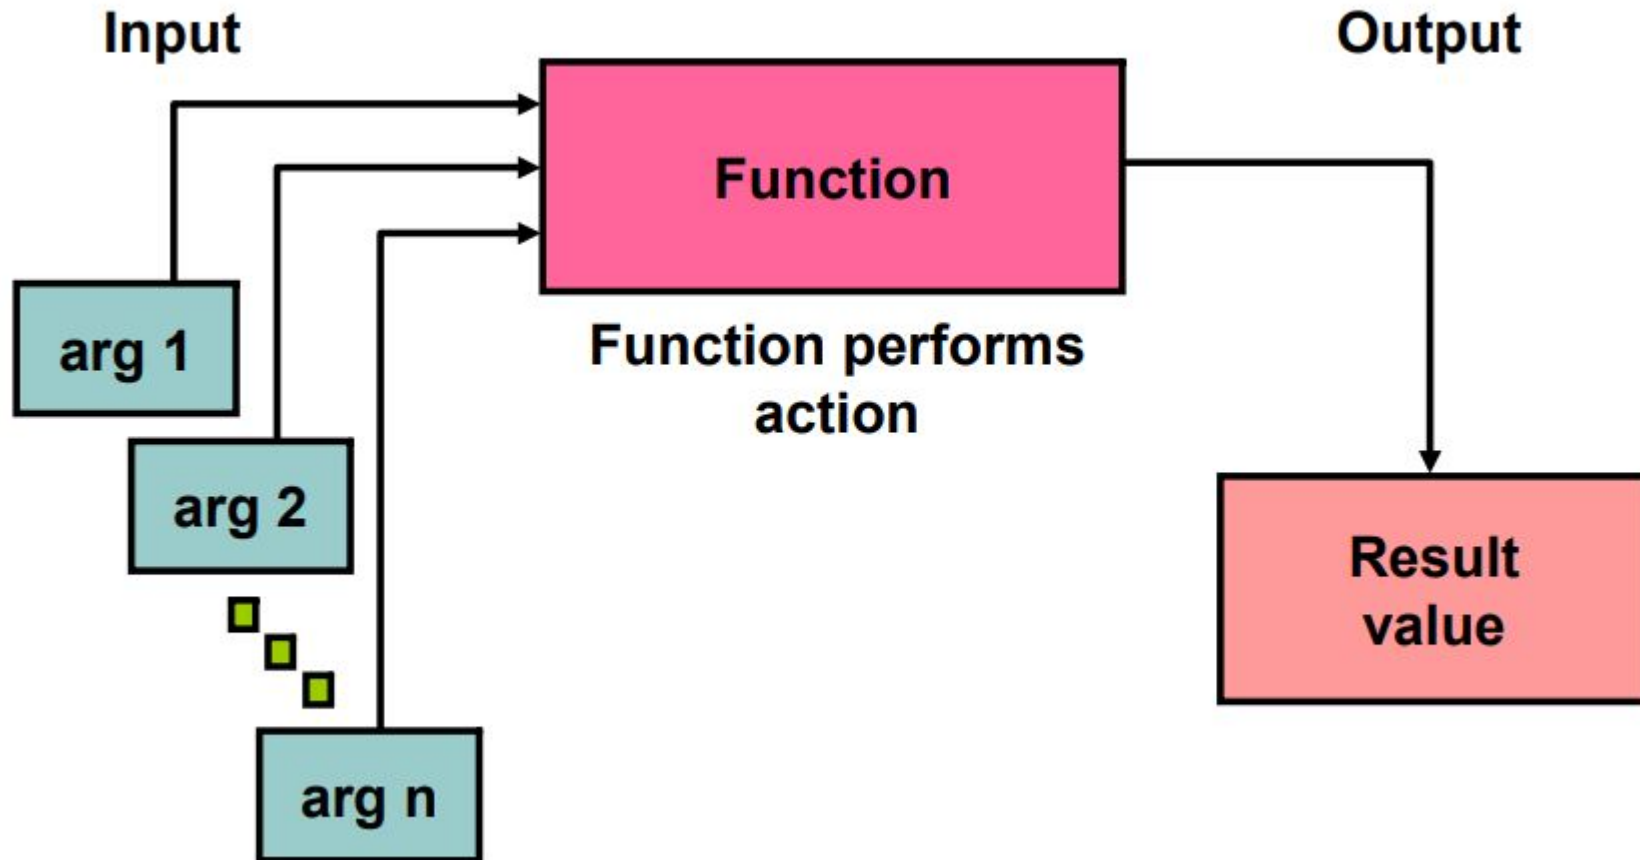 Input
Output
Function
arg 1
Function performs
action
arg 2
Result
value
arg n